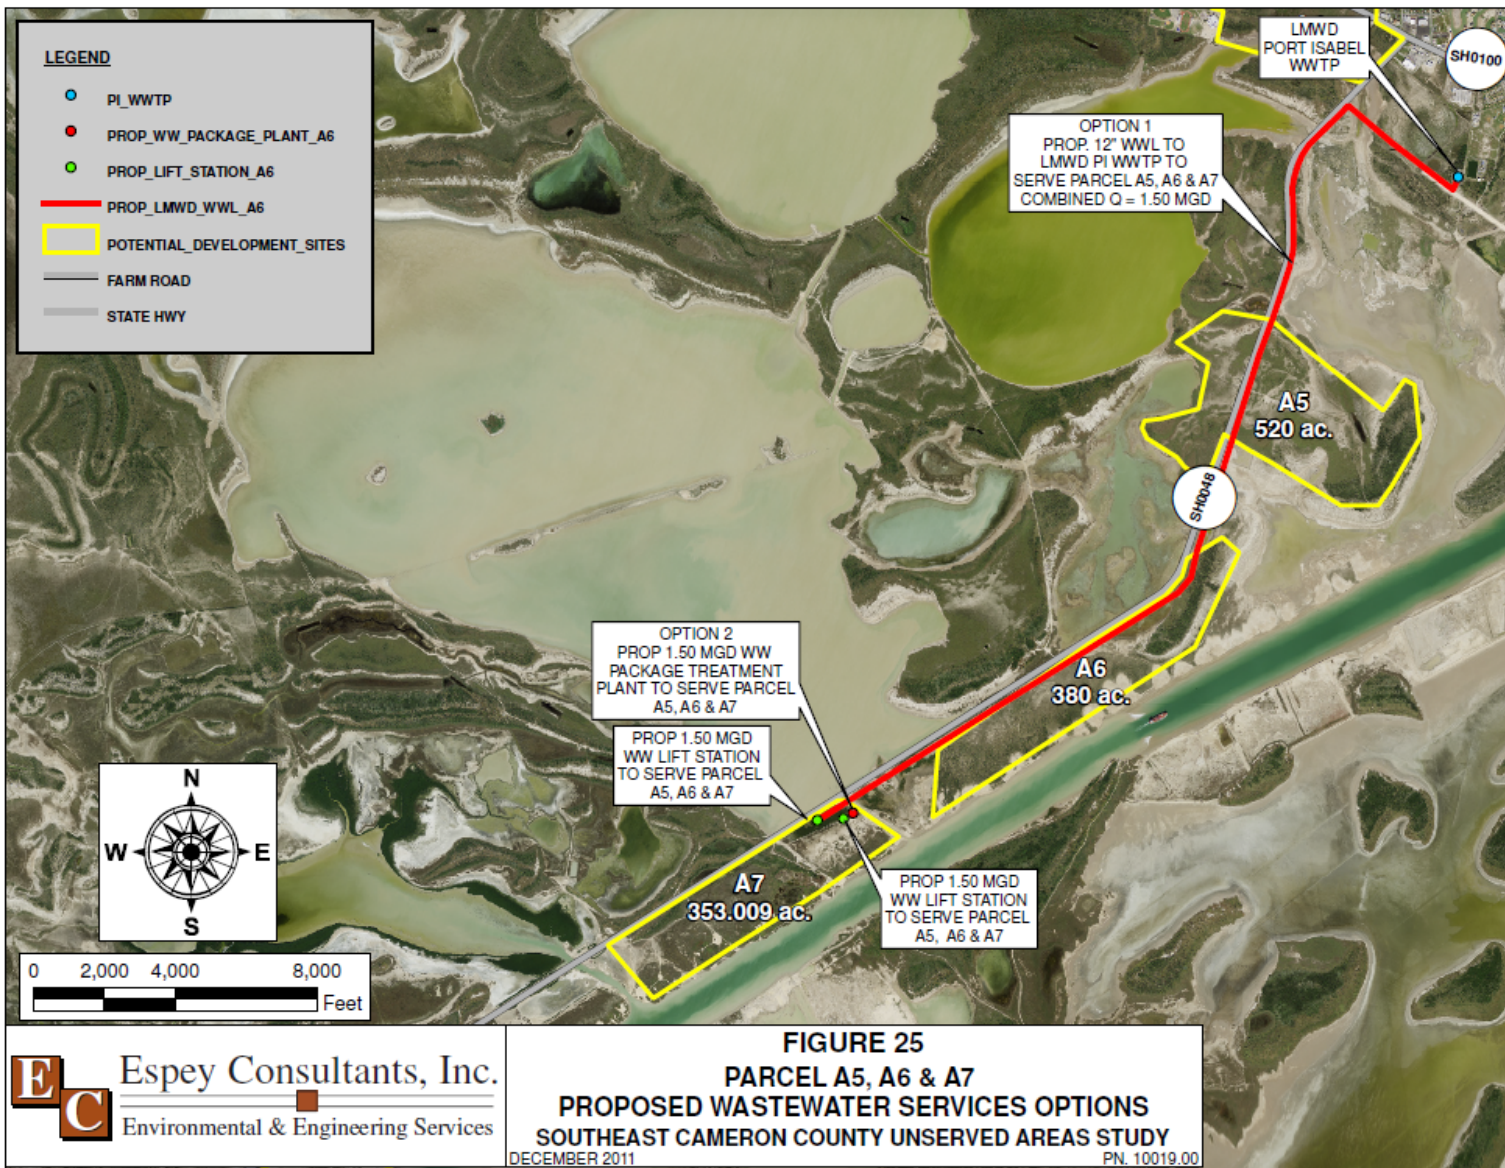 LEGEND
PI_WWTP
PROP_WW_PACKAGE_PLANT_A6
PROP_LIFT_STATION_A6
PROP_LMWD_WWL_A6
POTENTIAL_DEVELOPMENT_SITES
FARM ROAD
STATE HWY
LMWD
PORT ISABEL
WWTP
SH0100
OPTION 1
PROP. 12" WWL TO
LMWD PI WWTP TO
SERVE PARCEL A5, A6 & A7
COMBINED Q = 1.50 MGD
A5
520 ac.
SH0048
OPTION 2
PROP 1.50 MGD WW
PACKAGE TREATMENT
PLANT TO SERVE PARCEL
A5, A6 & A7
A6
380 ac.
PROP 1.50 MGD
WW LIFT STATION
TO SERVE PARCEL
A5, A6 & A7
A7
353.009 ac.
PROP 1.50 MGD
WW LIFT STATION
TO SERVE PARCEL
A5, A6 & A7
N
W E
S
0 2,000 4,000 8,000
Feet
EC
Espey Consultants, Inc.
Environmental & Engineering Services
FIGURE 25
PARCEL A5, A6 & A7
PROPOSED WASTEWATER SERVICES OPTIONS
SOUTHEAST CAMERON COUNTY UNSERVED AREAS STUDY
DECEMBER 2011 PN. 10019.00